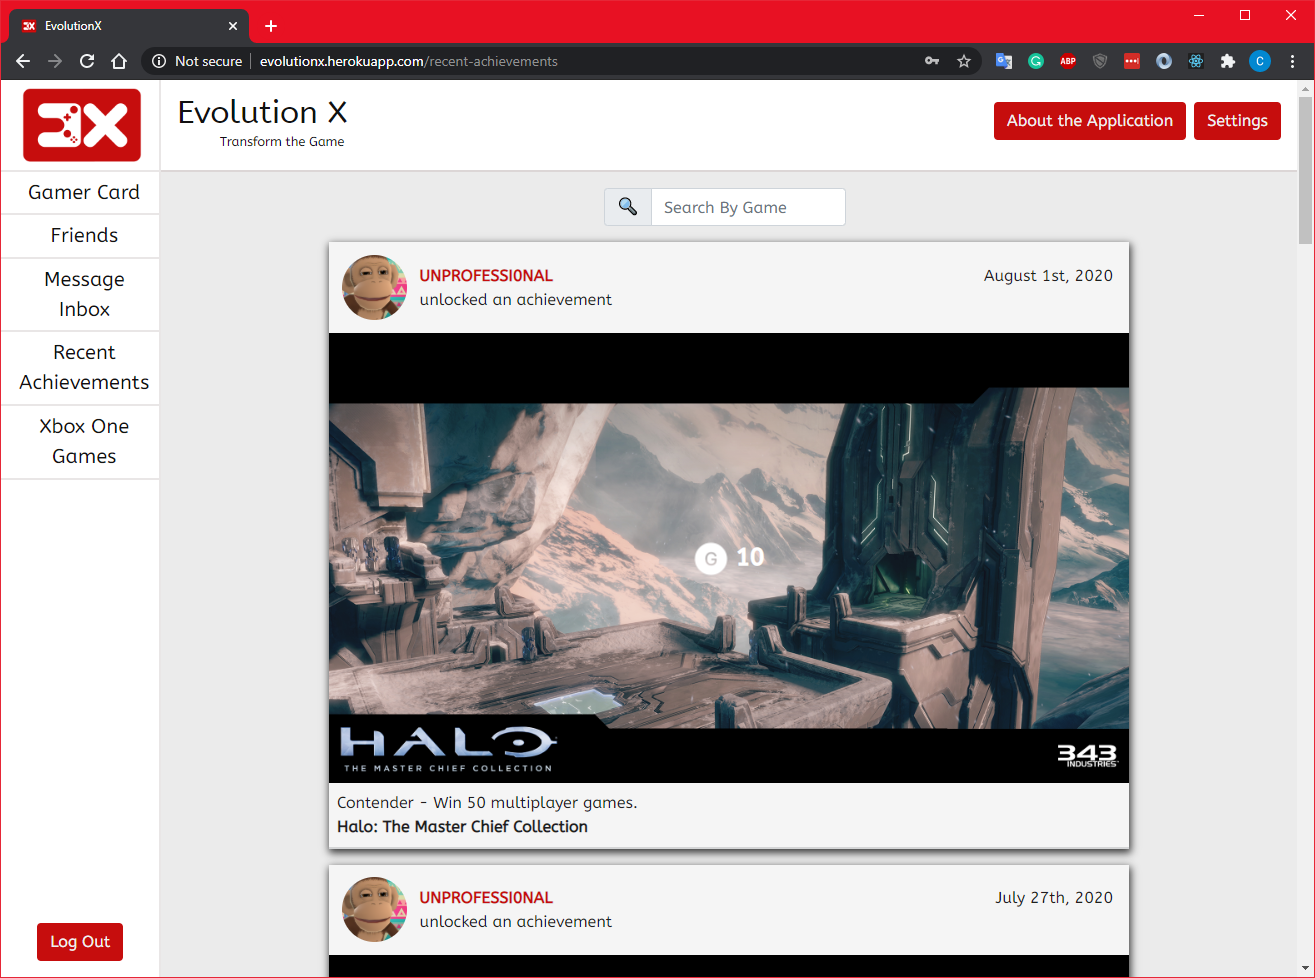 EvolutionX
Not secure
evolutionx.herokuapp.com/recent-achievements
ABP
C
Evolution X
Transform the Game
About the Application
Settings
Gamer Card
Friends
Message
Inbox
Recent
Achievements
Xbox One
Games
Log Out
Search By Game
UNPROFESSI0NAL
August 1st, 2020
unlocked an achievement
G 10
HALO
THE MASTER CHIEF COLLECTION
343
INDUSTRIES
Contender - Win 50 multiplayer games.
Halo: The Master Chief Collection
UNPROFESSI0NAL
July 27th, 2020
unlocked an achievement